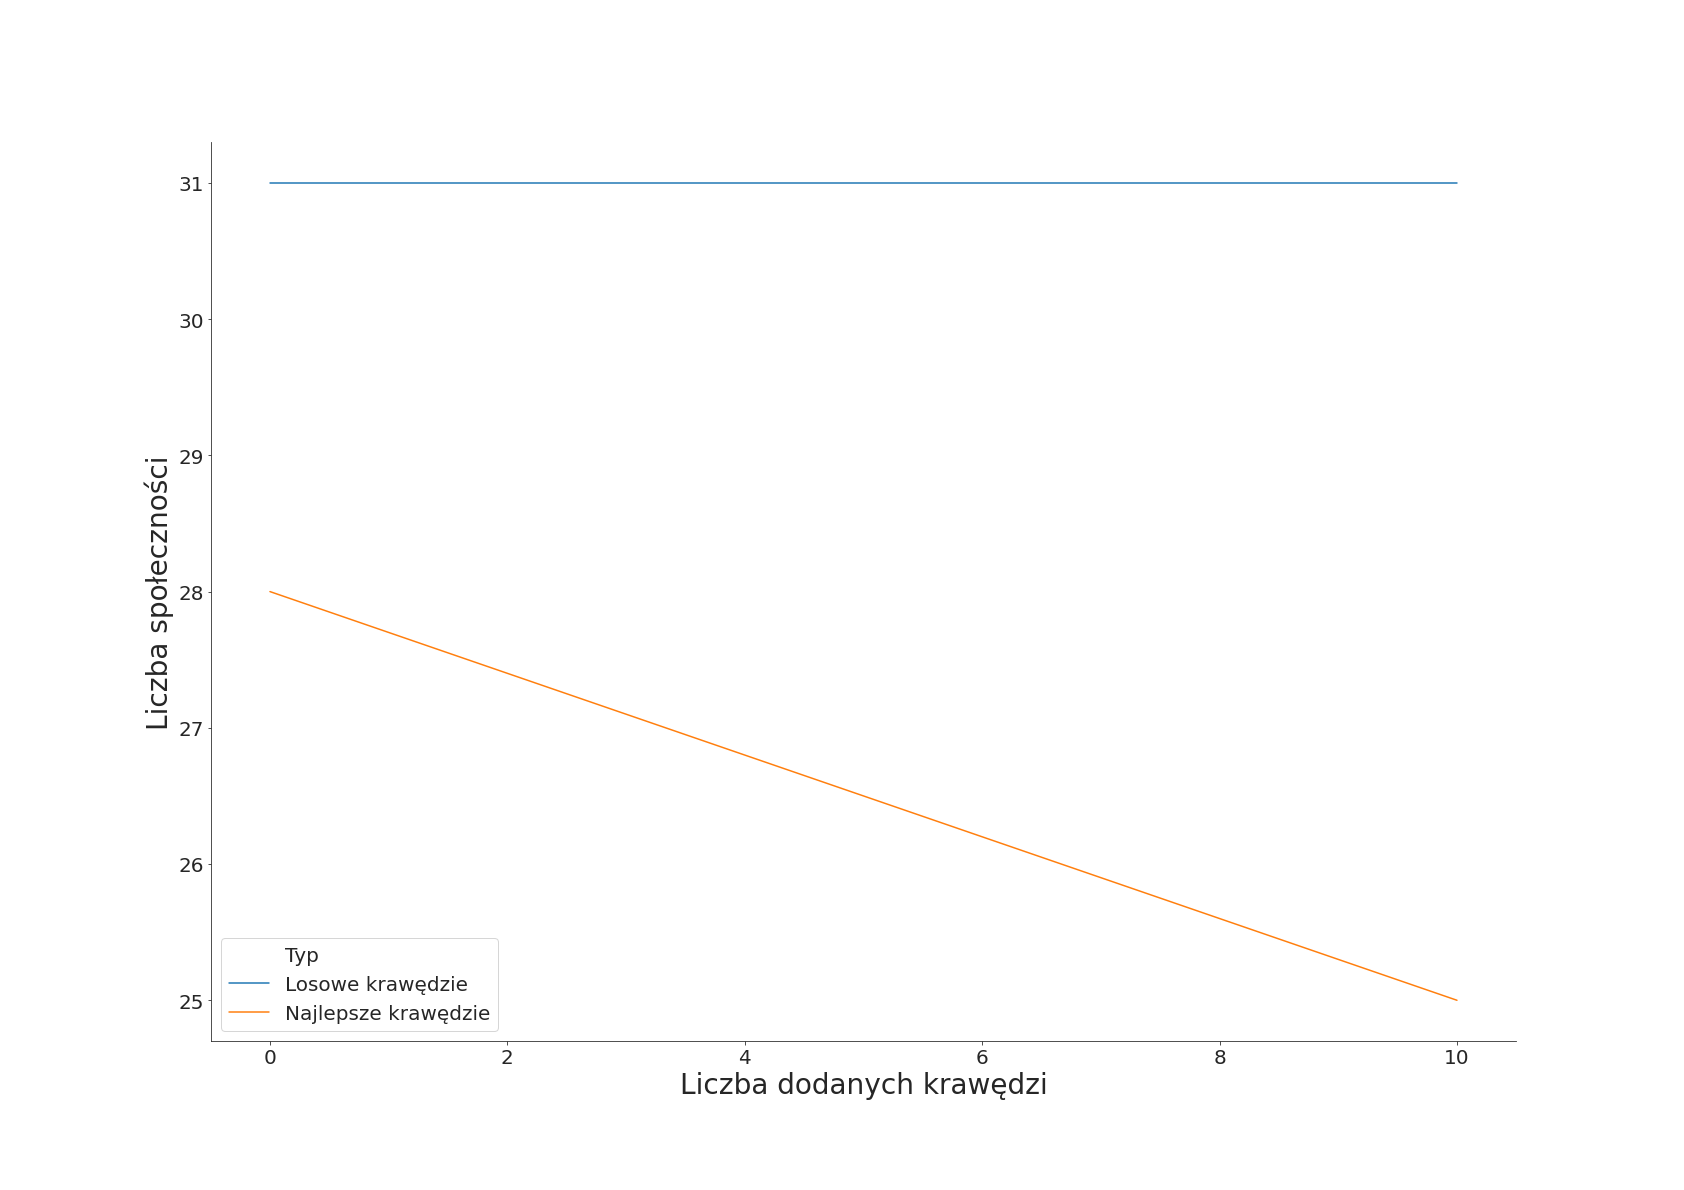 31
30
29
28
27
26
25
Liczba społeczności
Typ
Losowe krawędzie
Najlepsze krawędzie
0 2 4 6 8 10
Liczba dodanych krawędzi